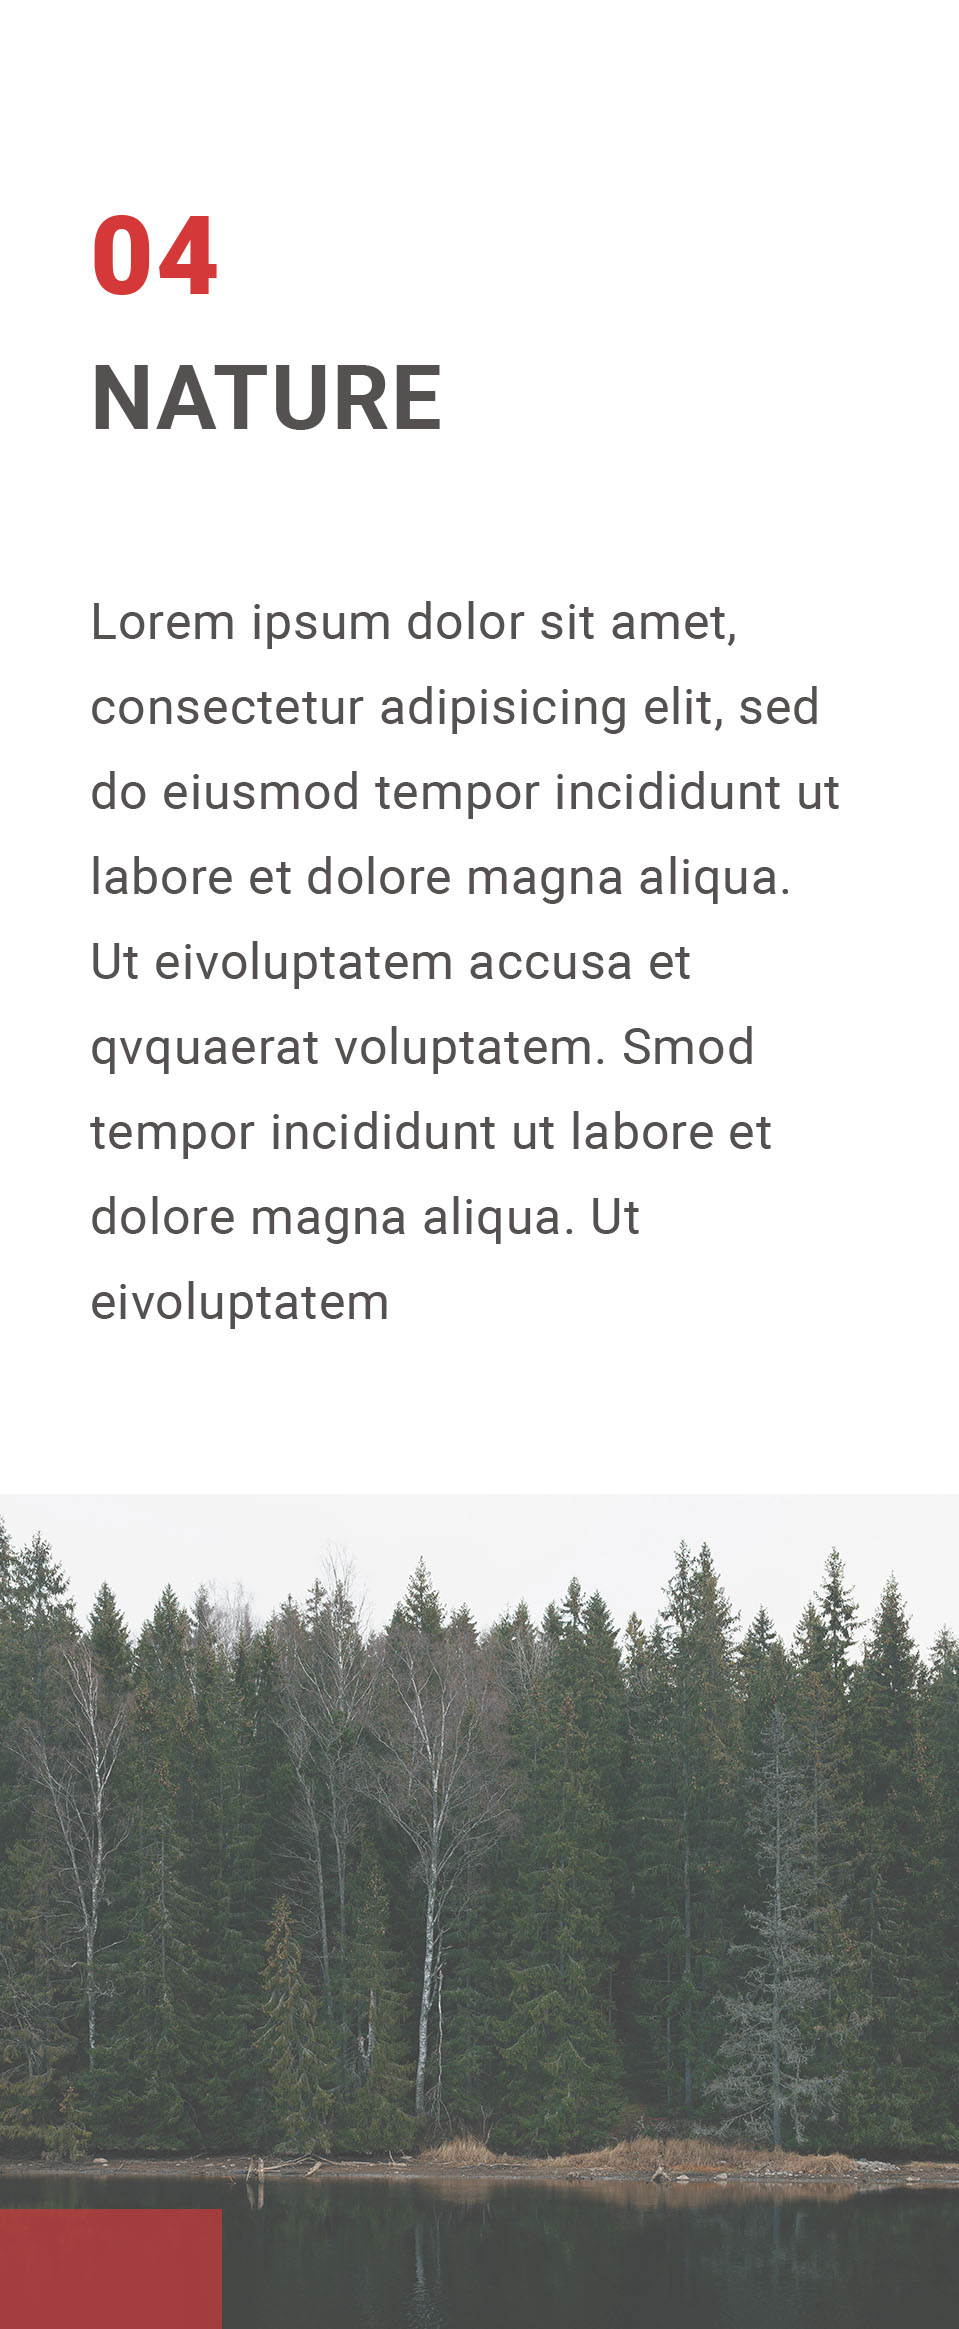 04
NATURE
Lorem ipsum dolor sit amet,
consectetur adipisicing elit, sed
do eiusmod tempor incididunt ut
labore et dolore magna aliqua.
Ut eivoluptatem accusa et
qvquaerat voluptatem. Smod
tempor incididunt ut labore et
dolore magna aliqua. Ut
eivoluptatem